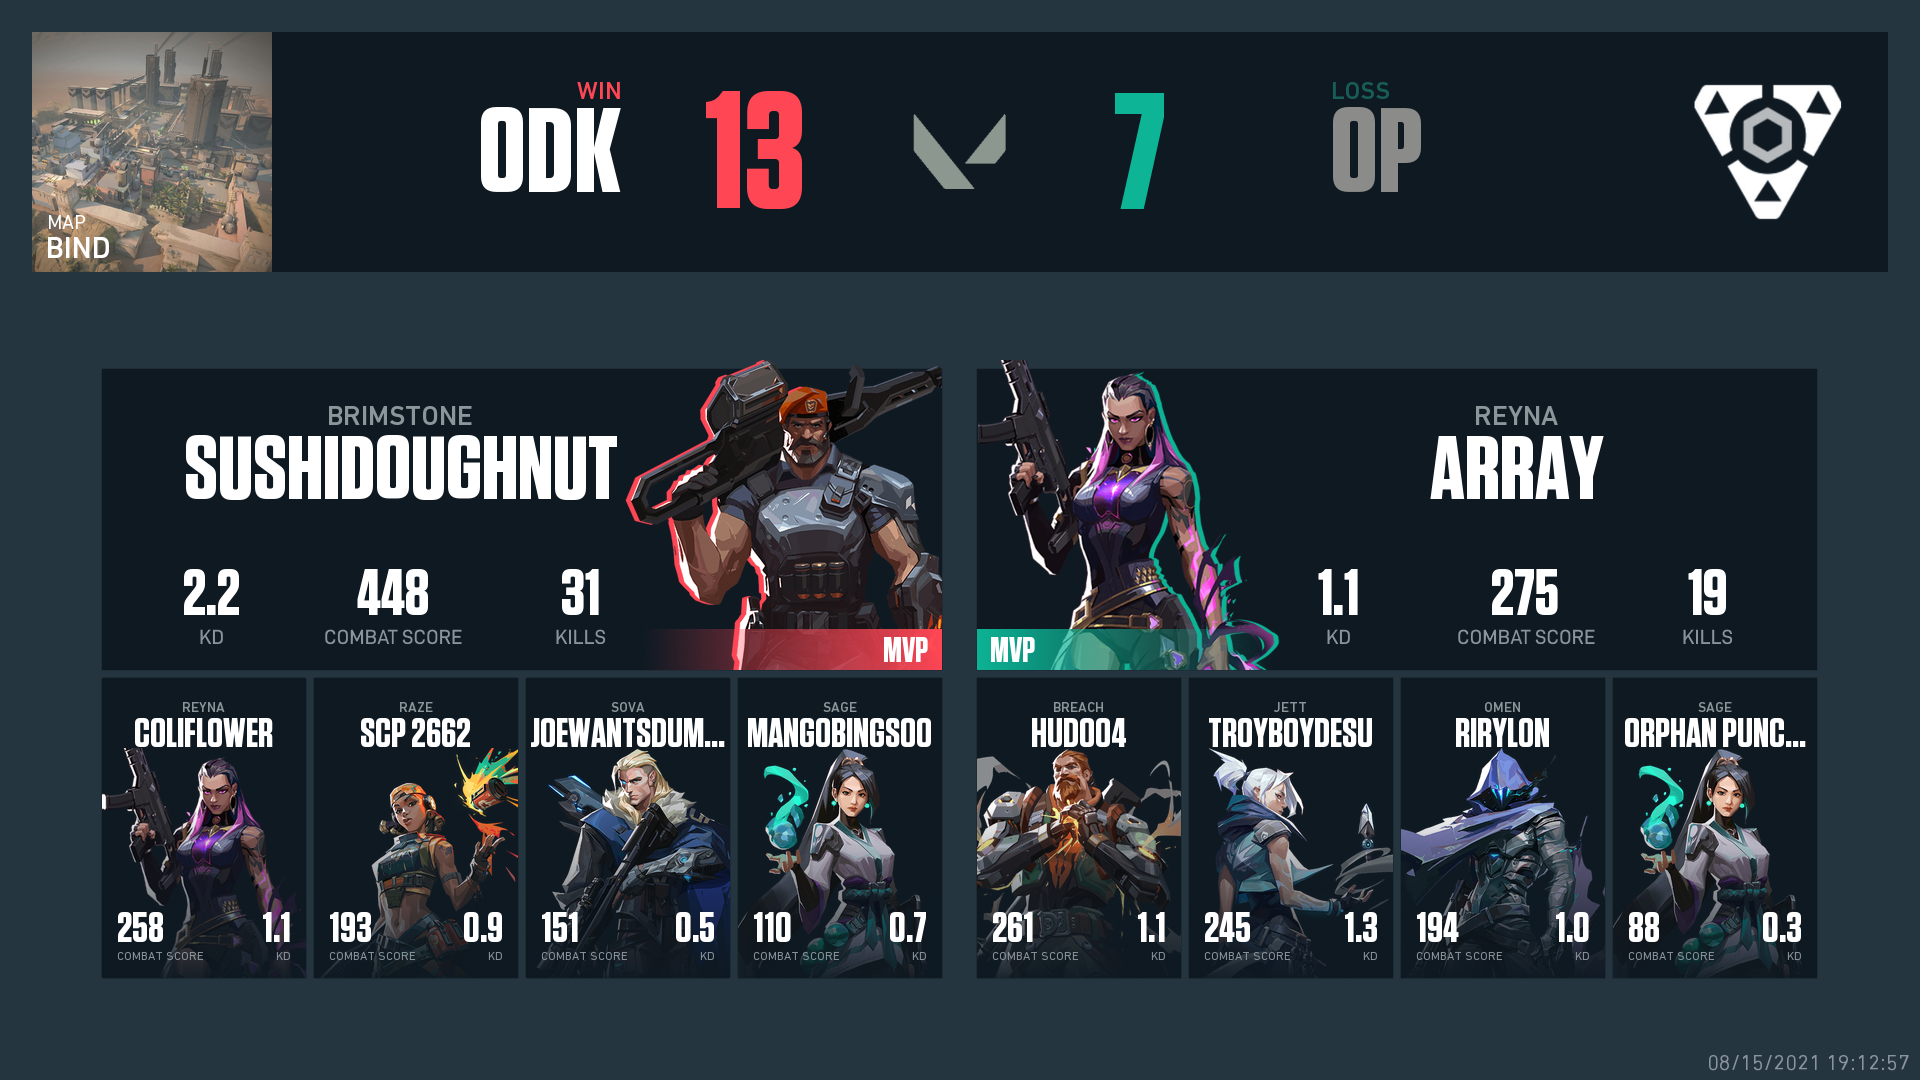 MAP
BIND
WIN
ODK
13
7
LOSS
OP
BRIMSTONE
SUSHIDOUGHNUT
2.2
KD
448
COMBAT SCORE
31
KILLS
MVP
REYNA
ARRAY
1.1
KD
275
COMBAT SCORE
19
KILLS
MVP
REYNA
COLIFLOWER
258
COMBAT SCORE
1.1
KD
RAZE
SCP 2662
193
COMBAT SCORE
0.9
KD
SOVA
JOEWANTSDUM...
151
COMBAT SCORE
0.5
KD
SAGE
MANGOBINGSOO
110
COMBAT SCORE
0.7
KD
BREACH
HUDOO4
261
COMBAT SCORE
1.1
KD
JETT
TROYBOYDESU
245
COMBAT SCORE
1.3
KD
OMEN
RIRYLON
194
COMBAT SCORE
1.0
KD
SAGE
ORPHAN PUNC...
88
COMBAT SCORE
0.3
KD
08/15/2021 19:12:57